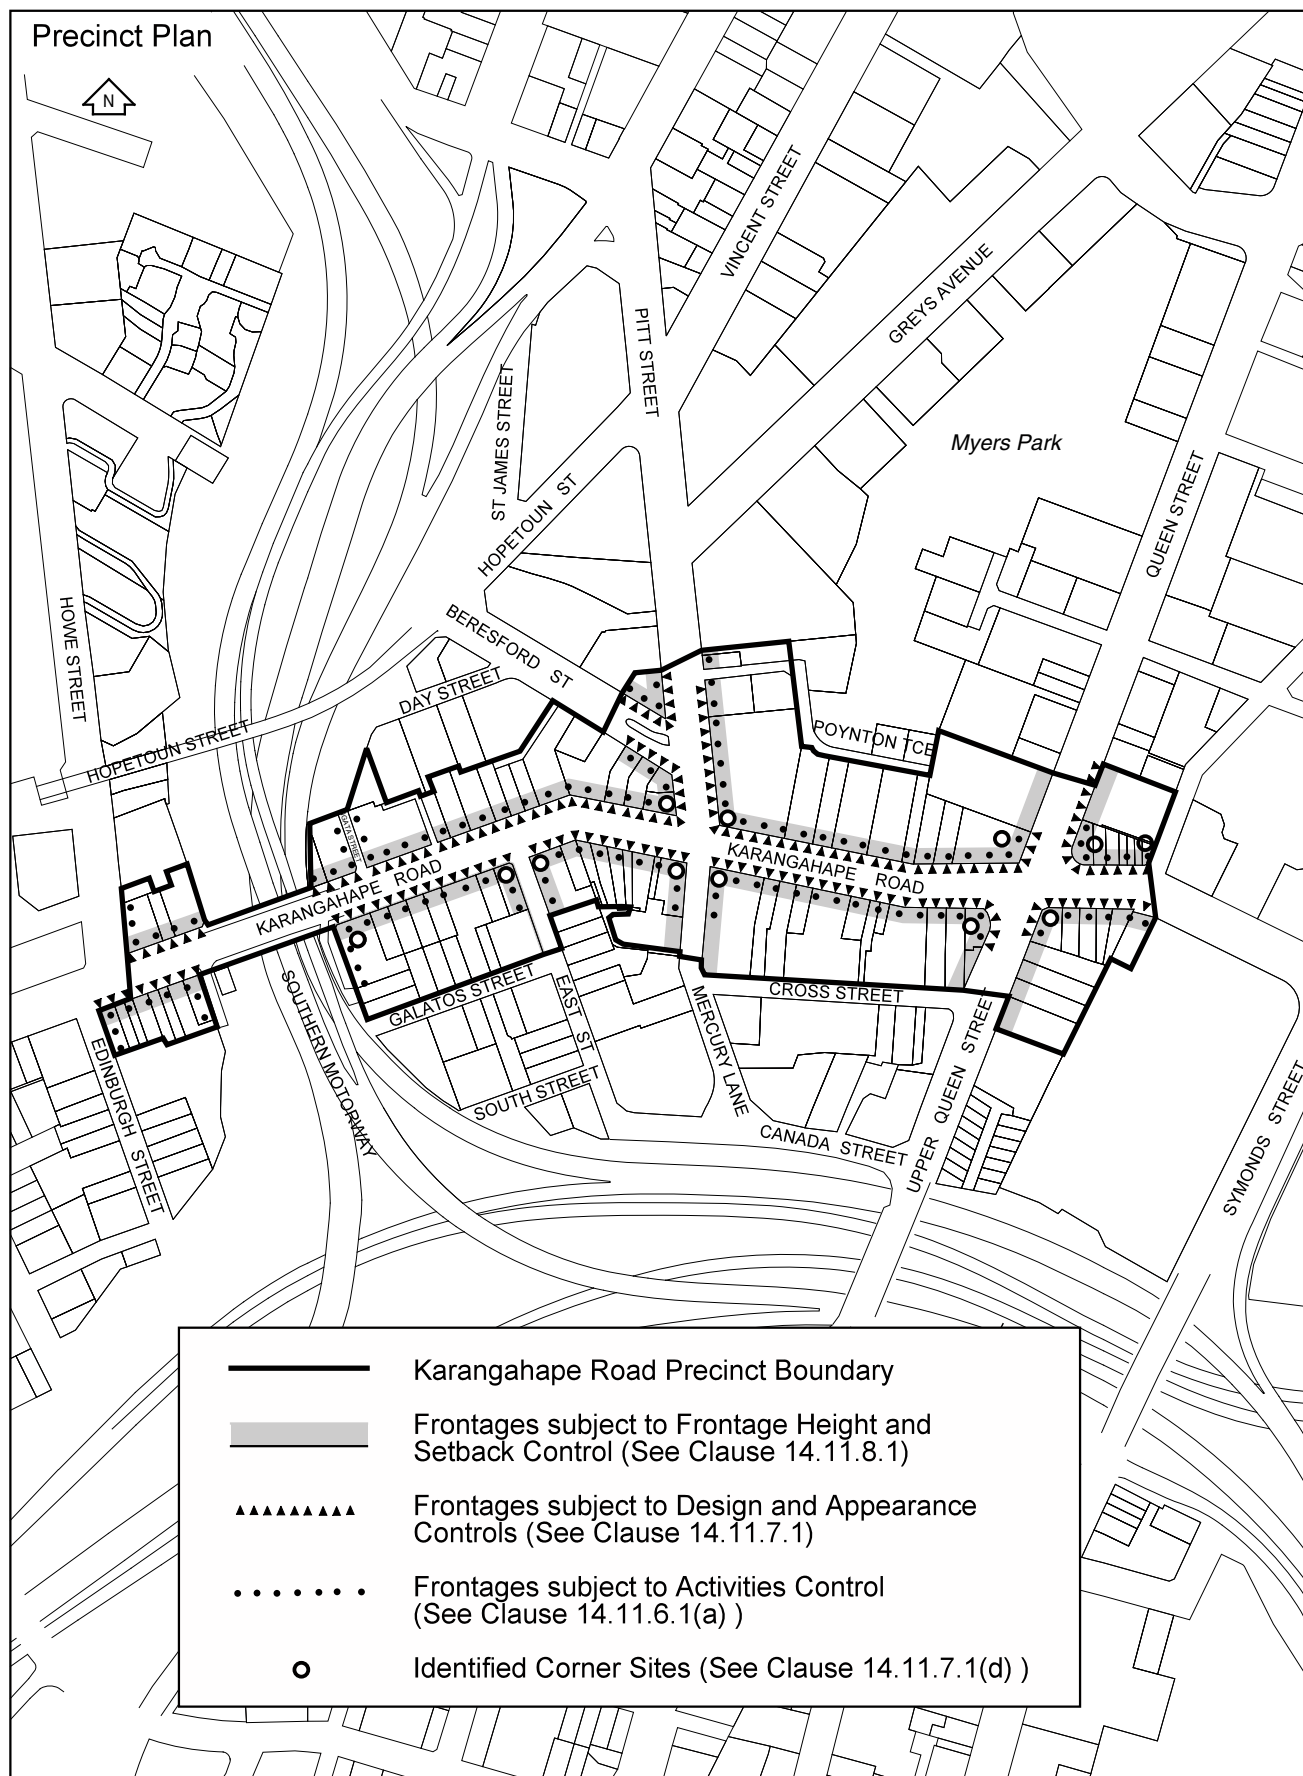 Precinct Plan
N
VINCENT STREET
GREYS AVENUE
PITT STREET
ST JAMES STREET
Myers Park
QUEEN STREET
HOPETOUN ST
HOWE STREET
BERESFORD ST
DAY STREET
HOPETOUN STREET
POYNTON TCE
GATA STREET
KARANGAHAPE ROAD
KARANGAHAPE ROAD
SOUTHERN MOTORWAY
GALATOS STREET
EAST ST
CROSS STREET
MERCURY LANE
EDINBURGH STREET
SOUTH STREET
CANADA STREET
UPPER QUEEN STREET
SYMONDS STREET
Karangahape Road Precinct Boundary
Frontages subject to Frontage Height and
Setback Control (See Clause 14.11.8.1)
Frontages subject to Design and Appearance
Controls (See Clause 14.11.7.1)
Frontages subject to Activities Control
(See Clause 14.11.6.1(a) )
Identified Corner Sites (See Clause 14.11.7.1(d) )